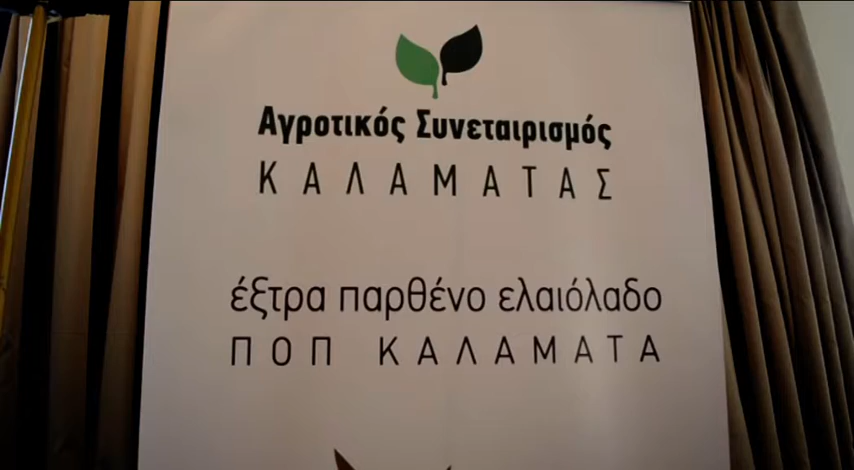 Αγροτικός Συνεταιρισμός
ΚΑΛΑΜΑΤΑΣ
έξτρα παρθένο ελαιόλαδο
ΠΟΠ ΚΑΛΑΜΑΤΑ